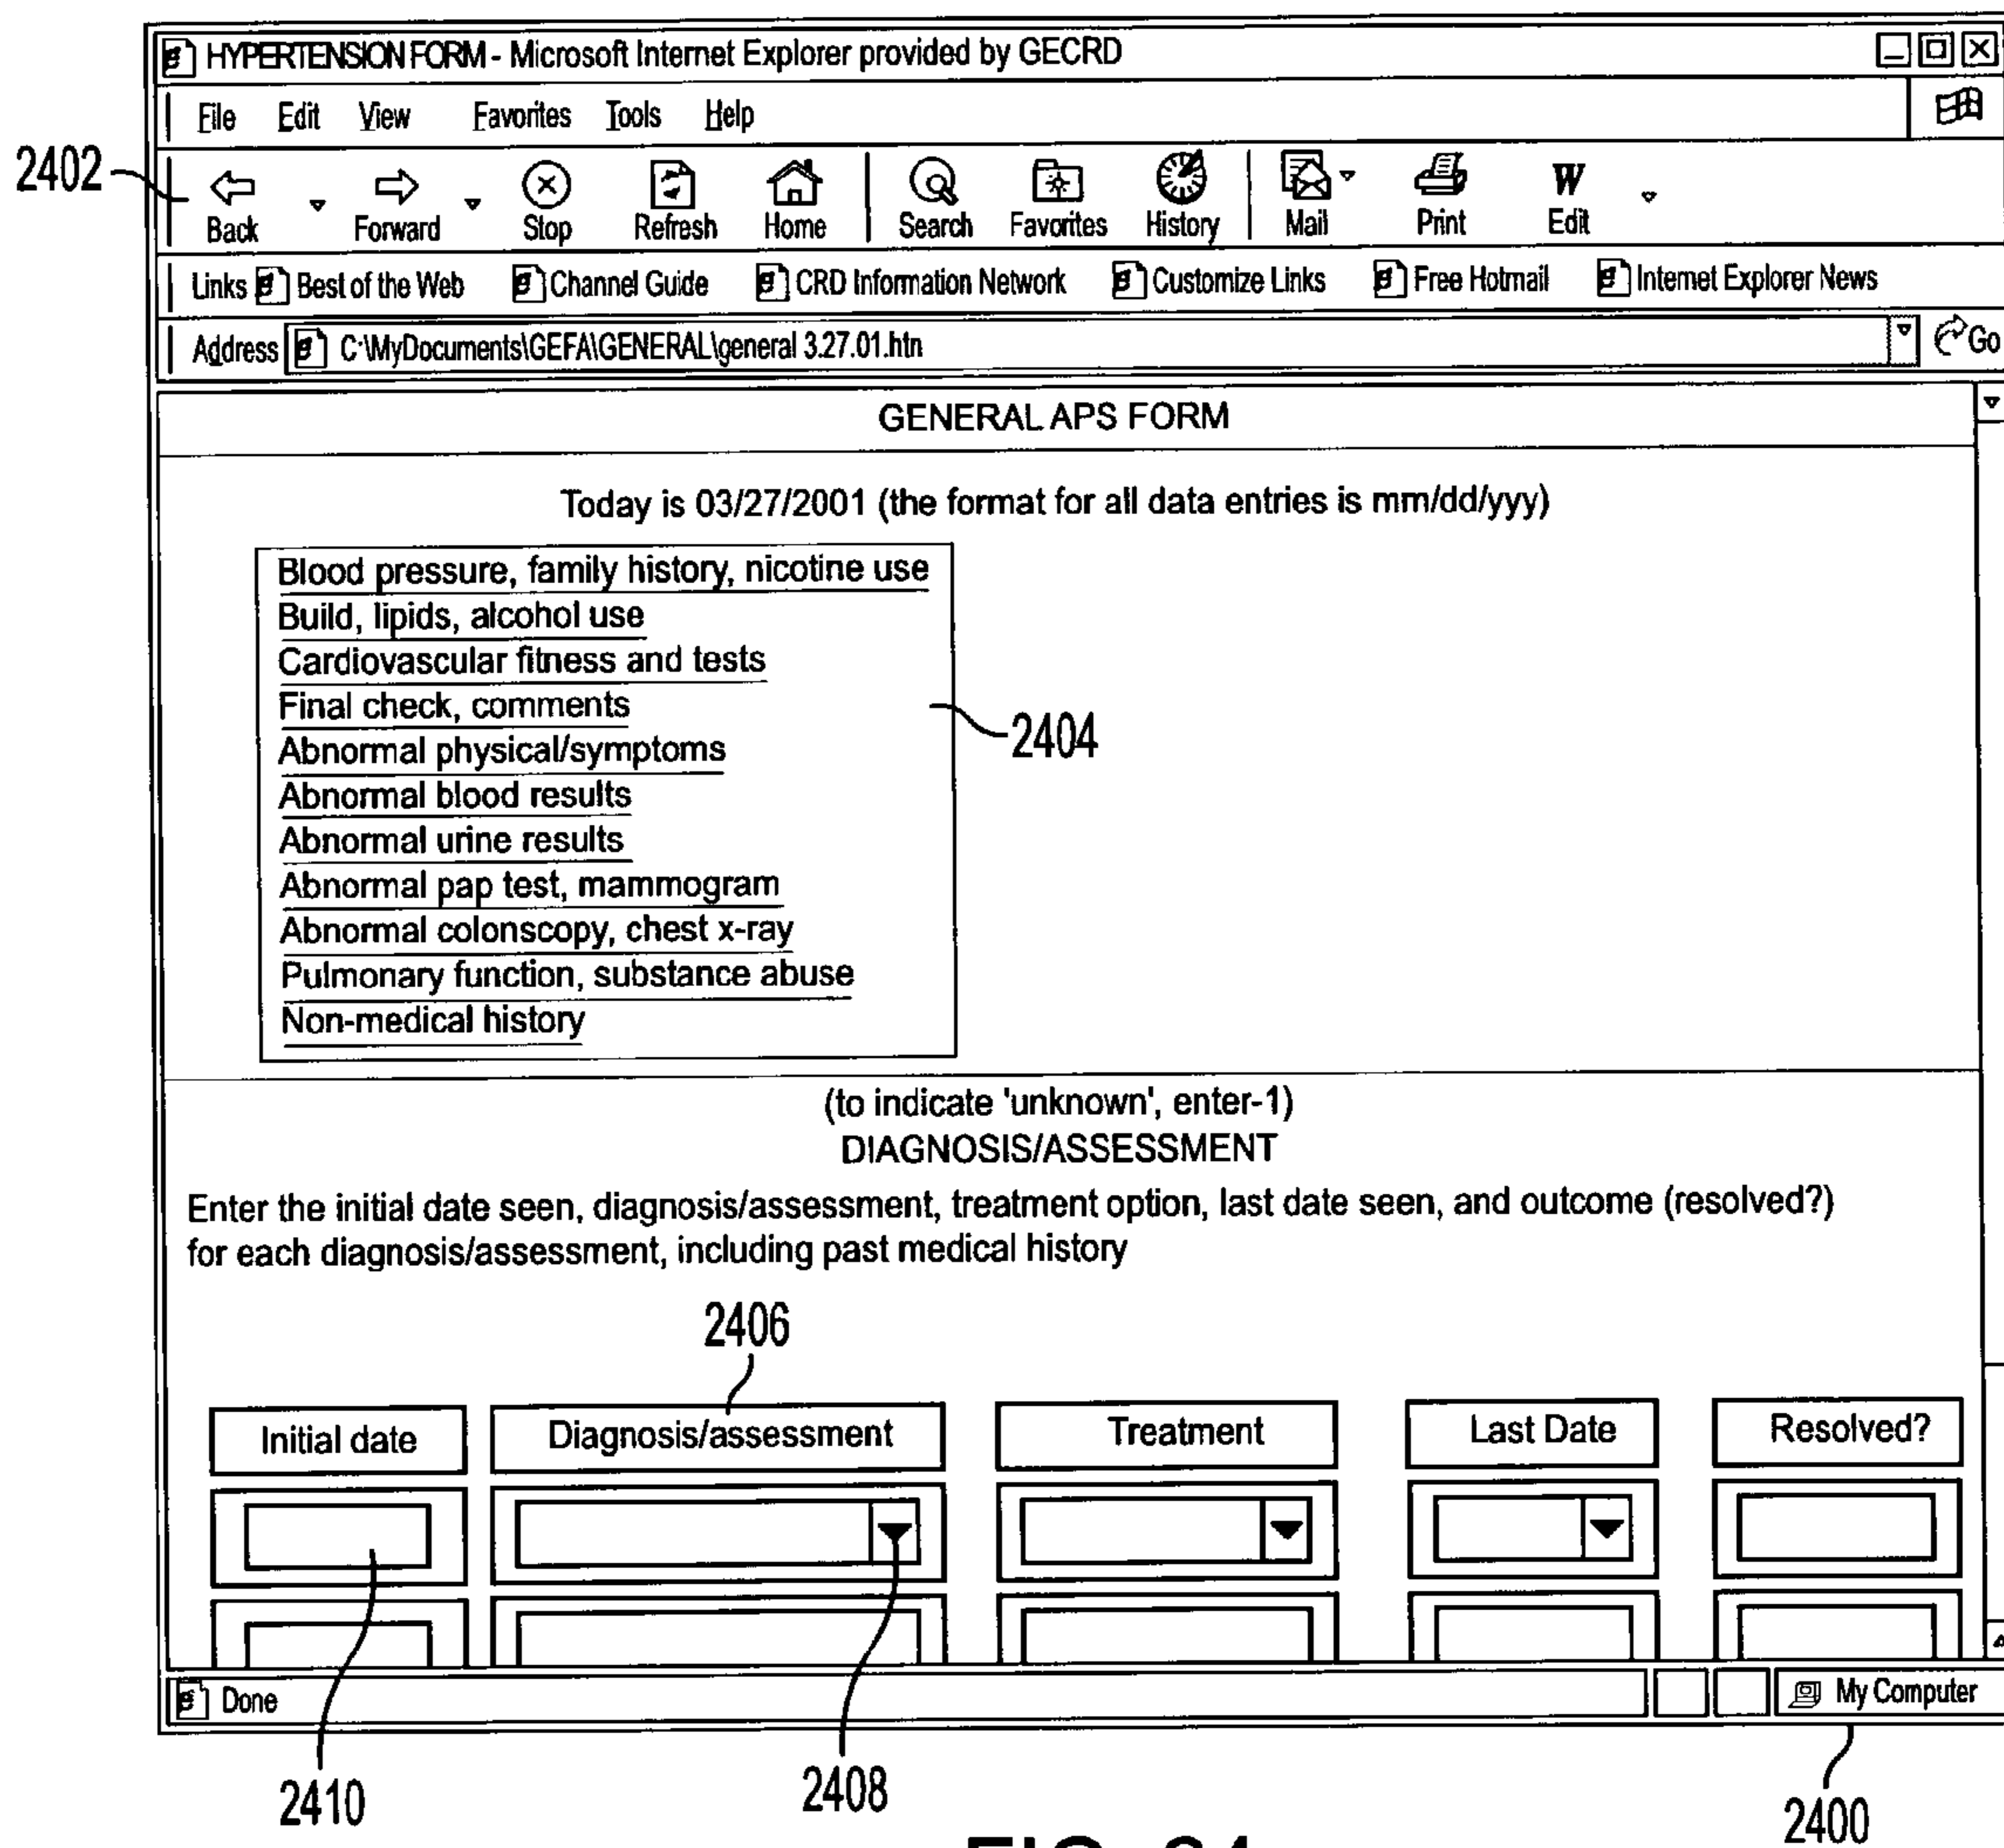 HYPERTENSION FORM - Microsoft Internet Explorer provided by GECRD
File Edit View Favorites Tools Help
2402
Back Forward Stop Refresh Home Search Favorites History Mail Print Edit
Links Best of the Web Channel Guide CRD Information Network Customize Links Free Hotmail Internet Explorer News
Address C:\MyDocuments\GEFA\GENERAL\general 3.27.01.htn Go
GENERAL APS FORM
Today is 03/27/2001 (the format for all data entries is mm/dd/yyy)
Blood pressure, family history, nicotine use
Build, lipids, alcohol use
Cardiovascular fitness and tests
Final check, comments
2404
Abnormal physical/symptoms
Abnormal blood results
Abnormal urine results
Abnormal pap test, mammogram
Abnormal colonscopy, chest x-ray
Pulmonary function, substance abuse
Non-medical history
(to indicate 'unknown', enter-1)
DIAGNOSIS/ASSESSMENT
Enter the initial date seen, diagnosis/assessment, treatment option, last date seen, and outcome (resolved?)
for each diagnosis/assessment, including past medical history
2406
Initial date Diagnosis/assessment Treatment Last Date Resolved?
Done My Computer
2410 2408 2400